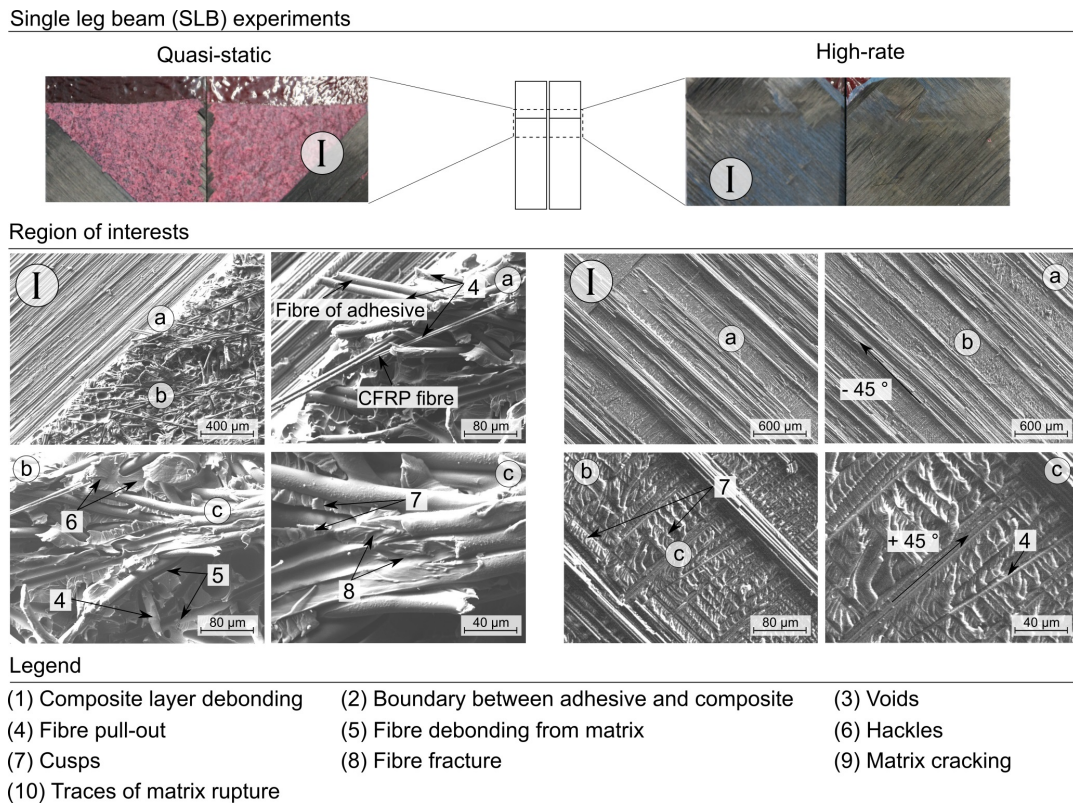 Single leg beam (SLB) experiments
Quasi-static
High-rate
I
I
Region of interests
I
a
b
400 µm
a
4
Fibre of adhesive
CFRP fibre
80 µm
I
a
600 µm
a
b
- 45 °
600 µm
b
6
c
5
4
80 µm
c
7
8
40 µm
b
7
c
80 µm
c
+ 45 °
4
40 µm
Legend
(1) Composite layer debonding
(2) Boundary between adhesive and composite
(3) Voids
(4) Fibre pull-out
(5) Fibre debonding from matrix
(6) Hackles
(7) Cusps
(8) Fibre fracture
(9) Matrix cracking
(10) Traces of matrix rupture